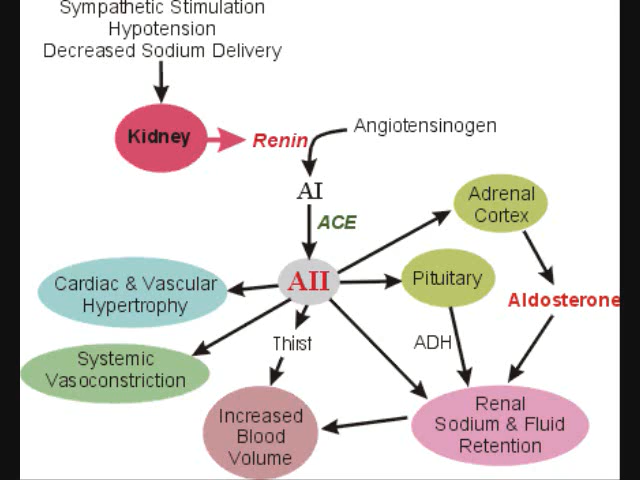 Sympathetic Stimulation
Hypotension
Decreased Sodium Delivery
Kidney
Renin
Angiotensinogen
AI
ACE
Adrenal
Cortex
AII
Pituitary
Cardiac & Vascular
Hypertrophy
Aldosterone
Thirst
ADH
Systemic
Vasoconstriction
Increased
Blood
Volume
Renal
Sodium & Fluid
Retention